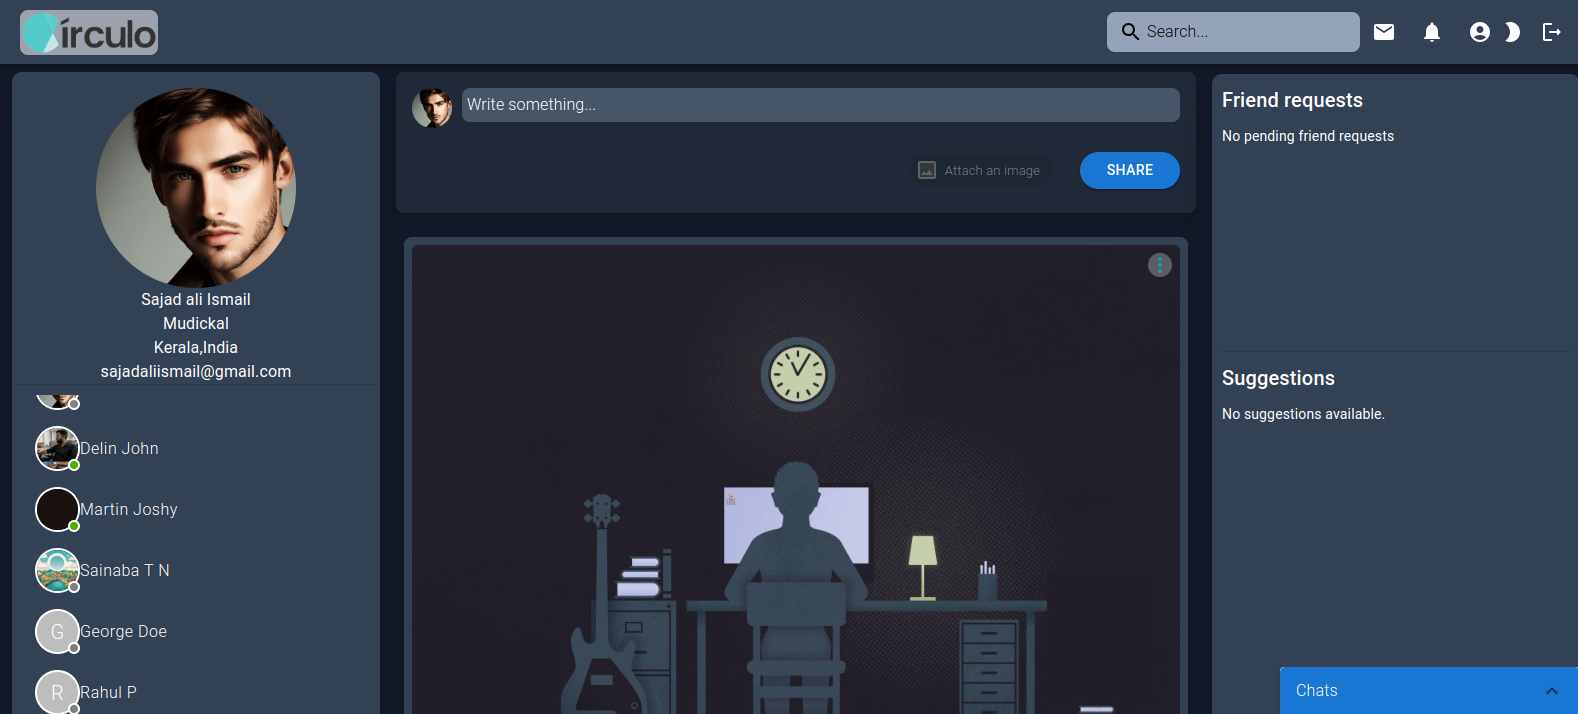 Círculo
Search...
Sajad ali Ismail
Mudickal
Kerala,India
sajadaliismail@gmail.com
Delin John
Martin Joshy
Sainaba T N
G
George Doe
R
Rahul P
Write something...
Attach an image
SHARE
Friend requests
No pending friend requests
Suggestions
No suggestions available.
Chats